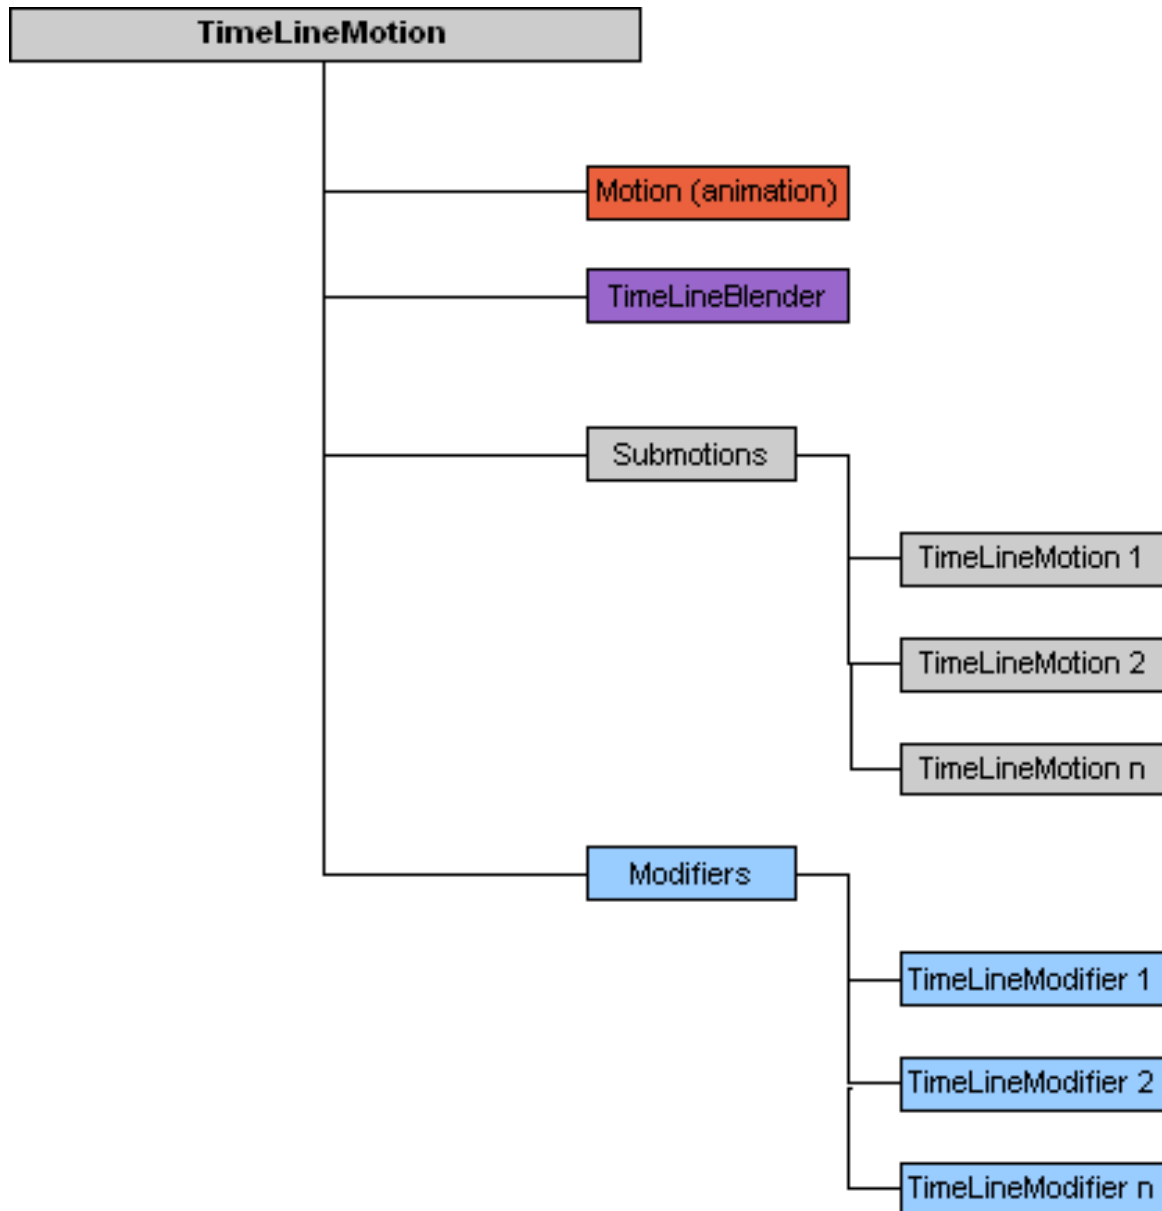 TimeLineMotion
Motion (animation)
TimeLineBlender
Submotions
TimeLineMotion 1
TimeLineMotion 2
TimeLineMotion n
Modifiers
TimeLineModifier 1
TimeLineModifier 2
TimeLineModifier n